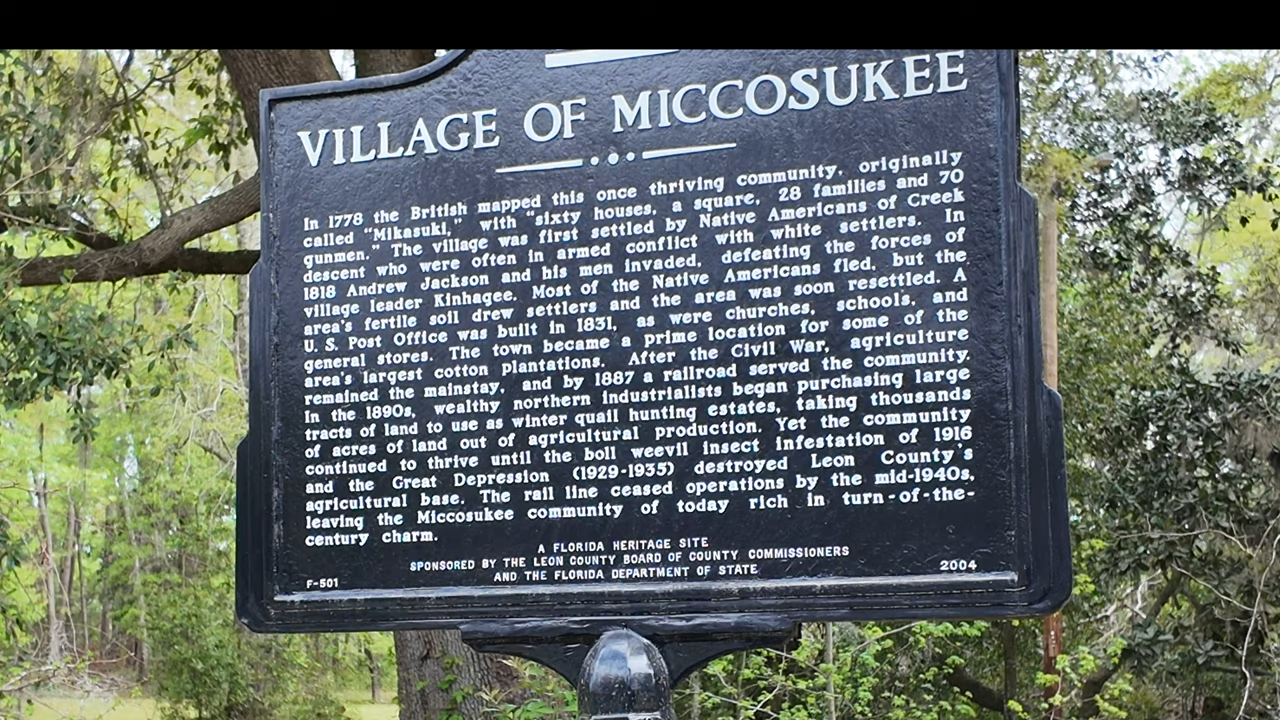 VILLAGE OF MICCOSUKEE
In 1778 the British mapped this once thriving community, originally
called "Mikasuki," with "sixty houses, a square, 28 families and 70
gunmen." The village was first settled by Native Americans of Creek
descent who were often in armed conflict with white settlers. In
1818 Andrew Jackson and his men invaded, defeating the forces of
village leader Kinhagee. Most of the Native Americans fled, but the
area's fertile soil drew settlers and the area was soon resettled. A
U. S. Post Office was built in 1831, as were churches, schools, and
general stores. The town became a prime location for some of the
area's largest cotton plantations. After the Civil War, agriculture
remained the mainstay, and by 1887 a railroad served the community.
In the 1890s, wealthy northern industrialists began purchasing large
tracts of land to use as winter quail hunting estates, taking thousands
of acres of land out of agricultural production. Yet the community
continued to thrive until the boll weevil insect infestation of 1916
and the Great Depression (1929-1935) destroyed Leon County's
agricultural base. The rail line ceased operations by the mid-1940s,
leaving the Miccosukee community of today rich in turn-of-the-
century charm.
A FLORIDA HERITAGE SITE
SPONSORED BY THE LEON COUNTY BOARD OF COUNTY COMMISSIONERS
AND THE FLORIDA DEPARTMENT OF STATE
F-501
2004